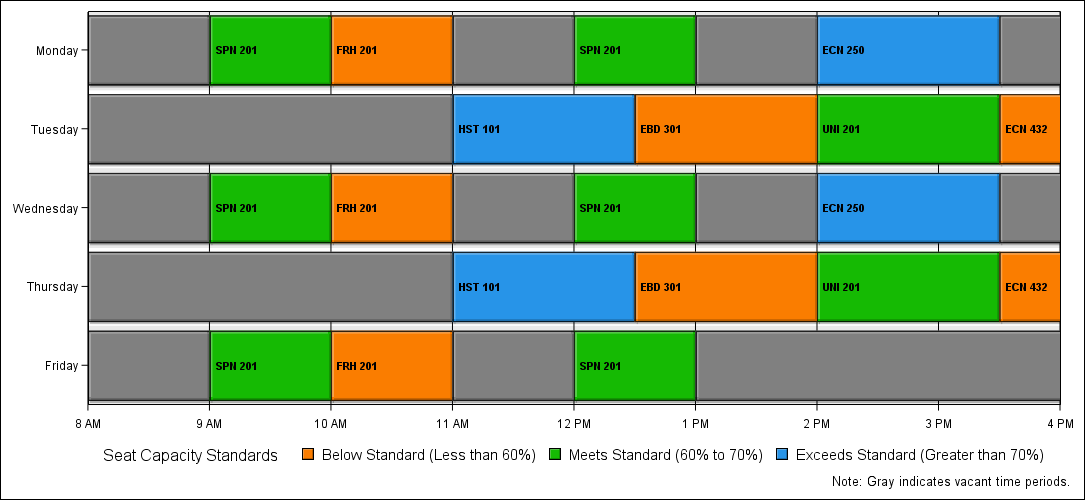 Monday SPN 201 FRH 201 SPN 201 ECN 250
Tuesday HST 101 EBD 301 UNI 201 ECN 432
Wednesday SPN 201 FRH 201 SPN 201 ECN 250
Thursday HST 101 EBD 301 UNI 201 ECN 432
Friday SPN 201 FRH 201 SPN 201
8 AM 9 AM 10 AM 11 AM 12 PM 1 PM 2 PM 3 PM 4 PM
Seat Capacity Standards Below Standard (Less than 60%) Meets Standard (60% to 70%) Exceeds Standard (Greater than 70%)
Note: Gray indicates vacant time periods.